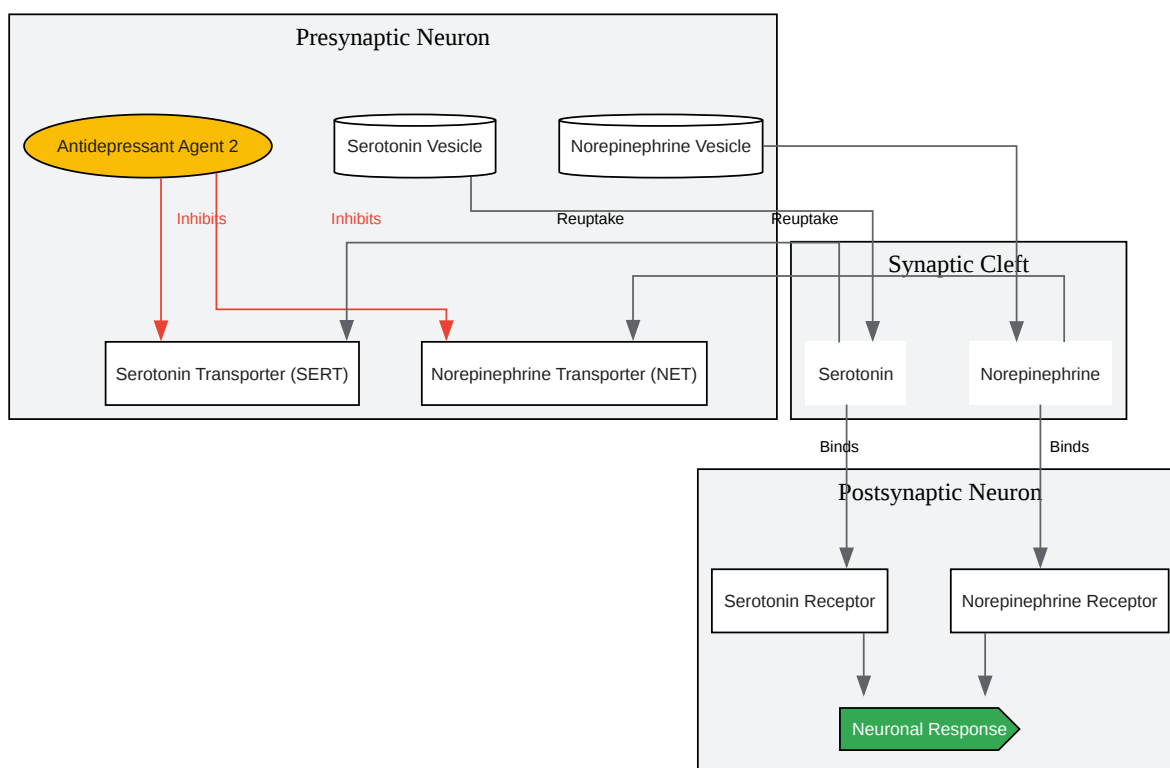 Presynaptic Neuron
Antidepressant Agent 2
Serotonin Vesicle
Norepinephrine Vesicle
Inhibits
Inhibits
Reuptake
Reuptake
Synaptic Cleft
Serotonin Transporter (SERT)
Norepinephrine Transporter (NET)
Serotonin
Norepinephrine
Binds
Binds
Postsynaptic Neuron
Serotonin Receptor
Norepinephrine Receptor
Neuronal Response